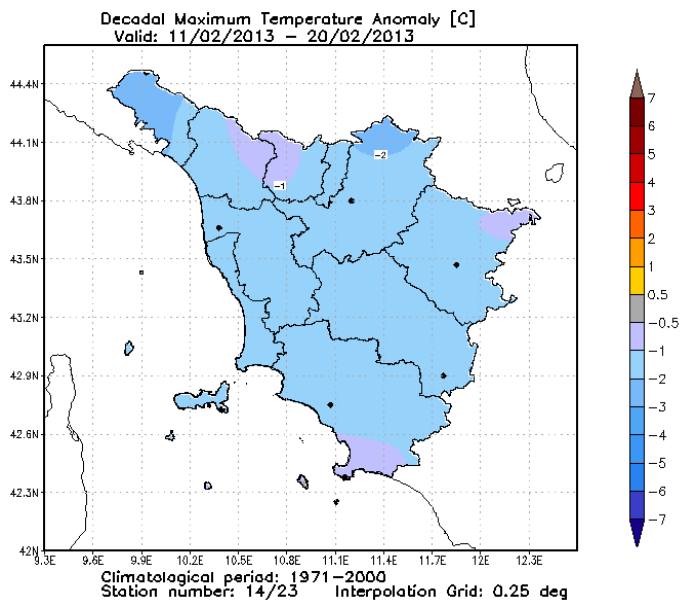 Decadal Maximum Temperature Anomaly [C]
Valid: 11/02/2013 – 20/02/2013
44.4N
44.1N
43.8N
43.5N
43.2N
42.9N
42.6N
42.3N
42N
9.3E 9.6E 9.9E 10.2E 10.5E 10.8E 11.1E 11.4E 11.7E 12E 12.3E
-1
-2
7
6
5
4
3
2
1
0.5
-0.5
-1
-2
-3
-4
-5
-6
-7
Climatological period: 1971–2000
Station number: 14/23 Interpolation Grid: 0.25 deg